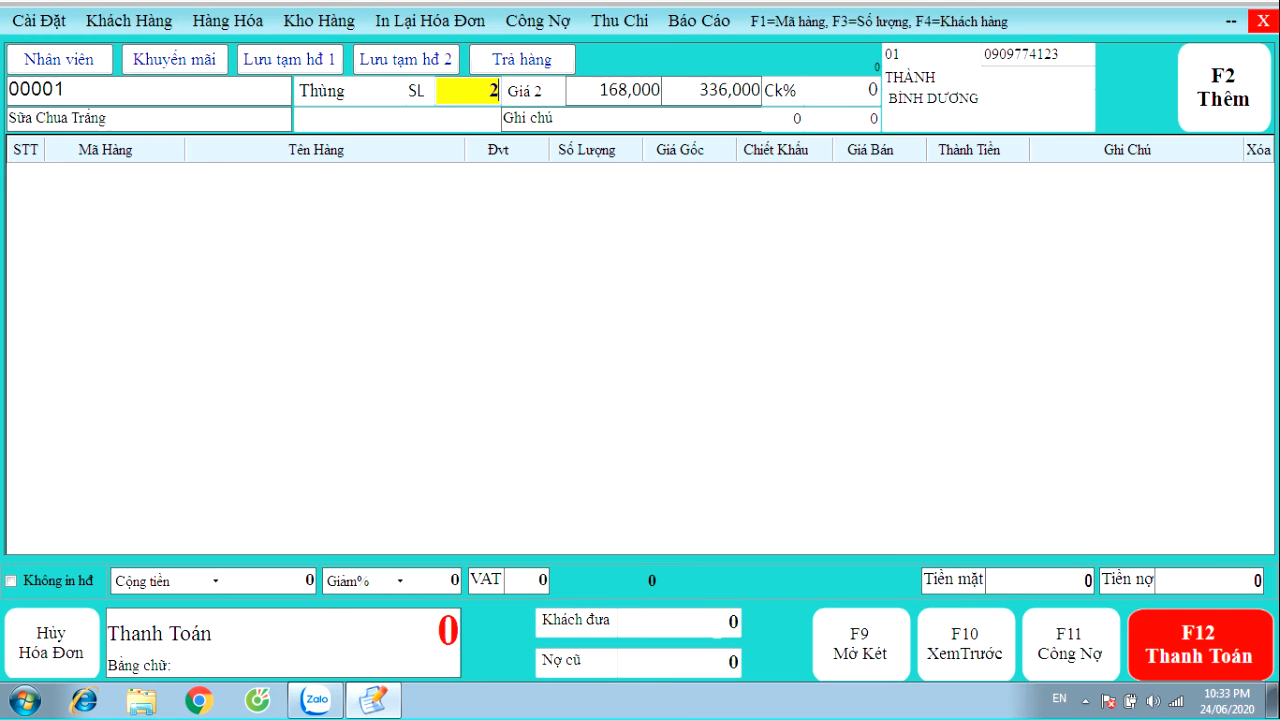 Cài Đặt Khách Hàng Hàng Hóa Kho Hàng In Lại Hóa Đơn Công Nợ Thu Chi Báo Cáo F1=Mã hàng, F3=Số lượng, F4=Khách hàng -- X
Nhân viên Khuyến mãi Lưu tạm hđ 1 Lưu tạm hđ 2 Trả hàng 0 01 0909774123
THÀNH
BÌNH DƯƠNG
F2
Thêm
00001 Thùng SL 2 Giá 2 168,000 336,000 Ck% 0
Sữa Chua Trắng Ghi chú 0 0
STT Mã Hàng Tên Hàng Đvt Số Lượng Giá Gốc Chiết Khấu Giá Bán Thành Tiền Ghi Chú Xóa
Không in hđ Cộng tiền 0 Giảm% 0 VAT 0 0 Tiền mặt 0 Tiền nợ 0
Hủy
Hóa Đơn
Thanh Toán 0
Bằng chữ:
Khách đưa 0
Nợ cũ 0
F9
Mở Két
F10
XemTrước
F11
Công Nợ
F12
Thanh Toán
Zalo EN 10:33 PM
24/06/2020